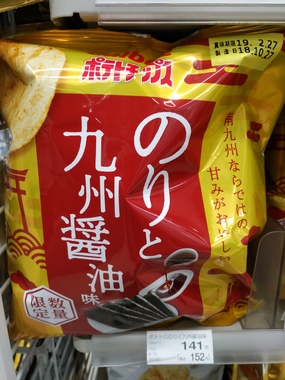 賞味期限19. 2.27
製造日18.10.27
ポテトチップス
南九州ならではの、
甘みがおいしい
のりと
九州醤油味
数量
限定
141
152